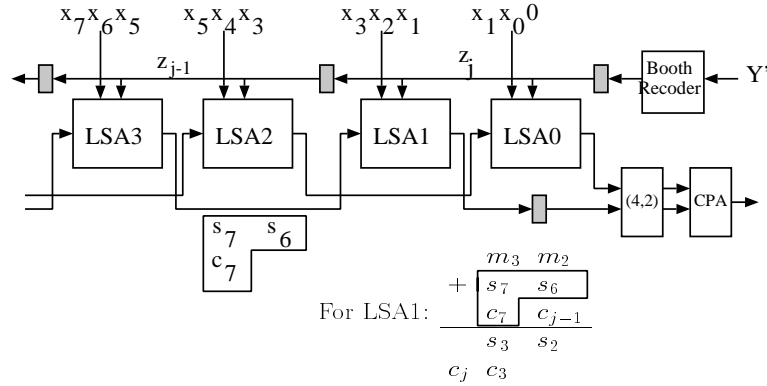 x7x6x5 x5x4x3 x3x2x1 x1x00
zj-1 zj
Booth Recoder
Y'
LSA3 LSA2 LSA1 LSA0
(4,2) CPA
s7 s6
c7
m3 m2
+ s7 s6
For LSA1: c7 cj−1
s3 s2
cj c3